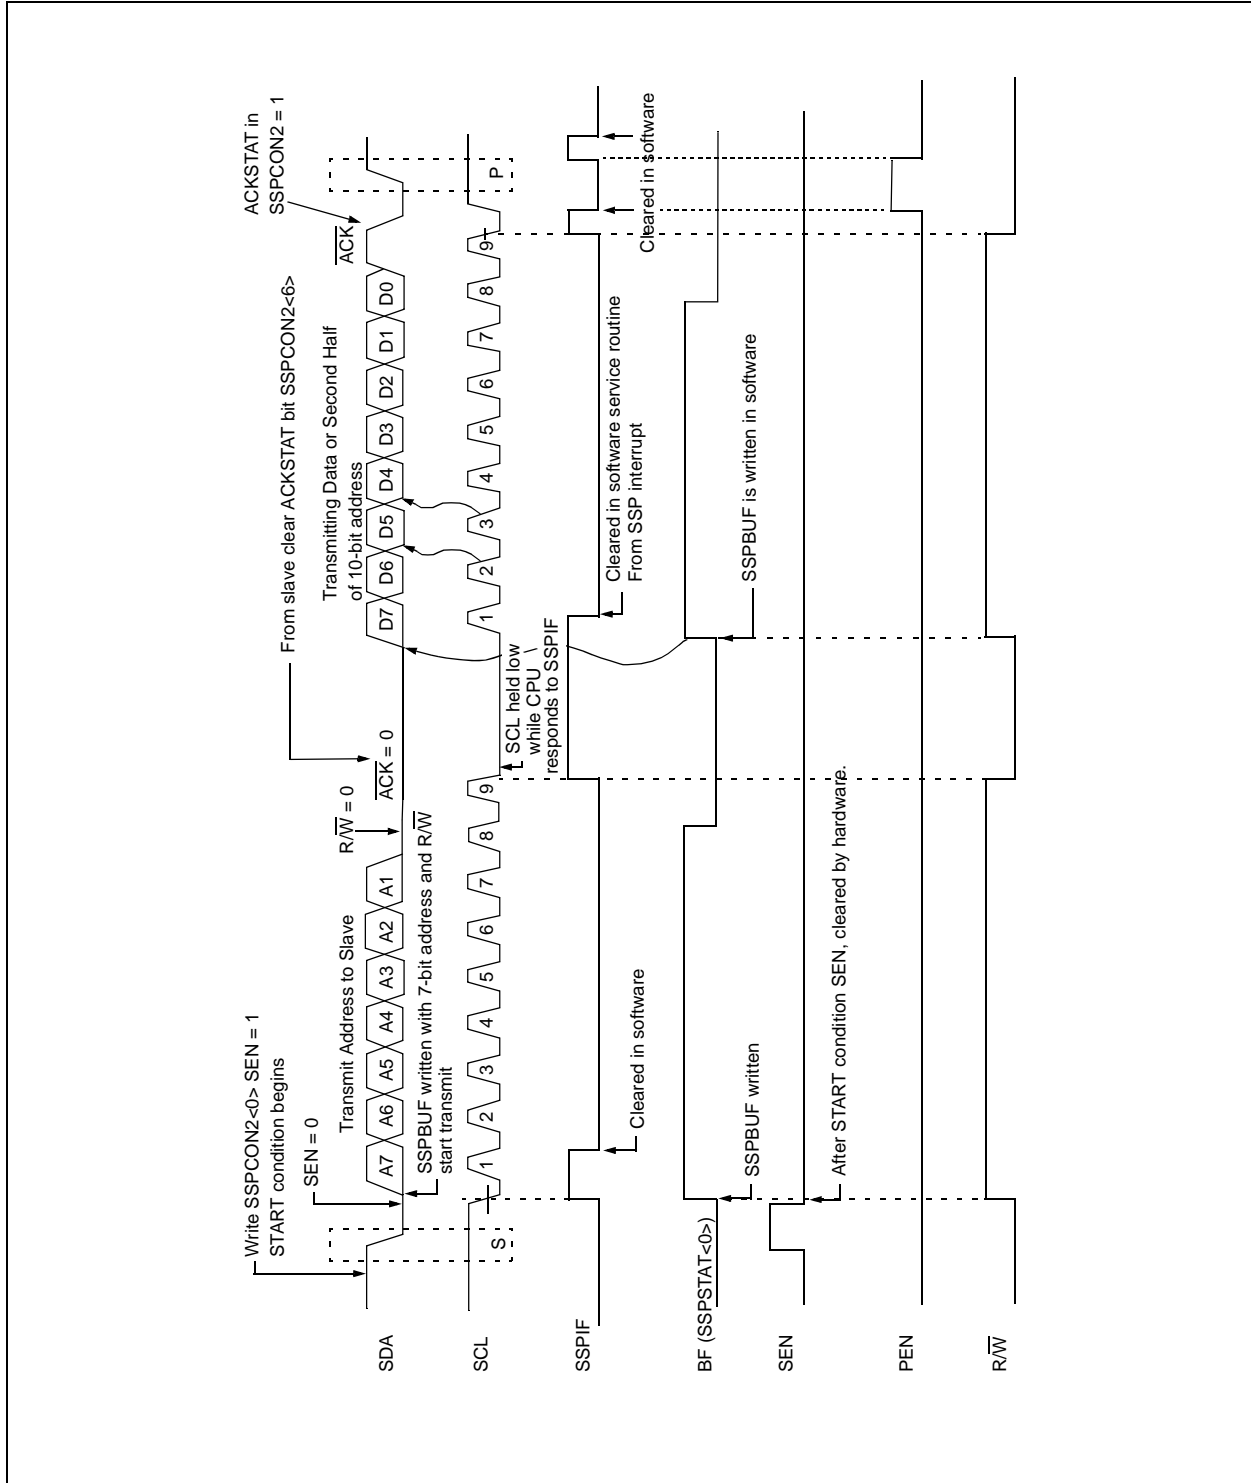 Write SSPCON2<0> SEN = 1
START condition begins
SEN = 0
From slave clear ACKSTAT bit SSPCON2<6>
ACKSTAT in
SSPCON2 = 1
Transmit Address to Slave
R/W = 0
ACK = 0
Transmitting Data or Second Half
of 10-bit address
ACK
SDA
A7 A6 A5 A4 A3 A2 A1
D7 D6 D5 D4 D3 D2 D1 D0
SSPBUF written with 7-bit address and R/W
start transmit
SCL
S
1 2 3 4 5 6 7 8 9
1 2 3 4 5 6 7 8 9
P
SCL held low
while CPU
responds to SSPIF
SSPIF
Cleared in software
Cleared in software service routine
From SSP interrupt
Cleared in software
BF (SSPSTAT<0>)
SSPBUF written
SSPBUF is written in software
SEN
After START condition SEN, cleared by hardware.
PEN
R/W